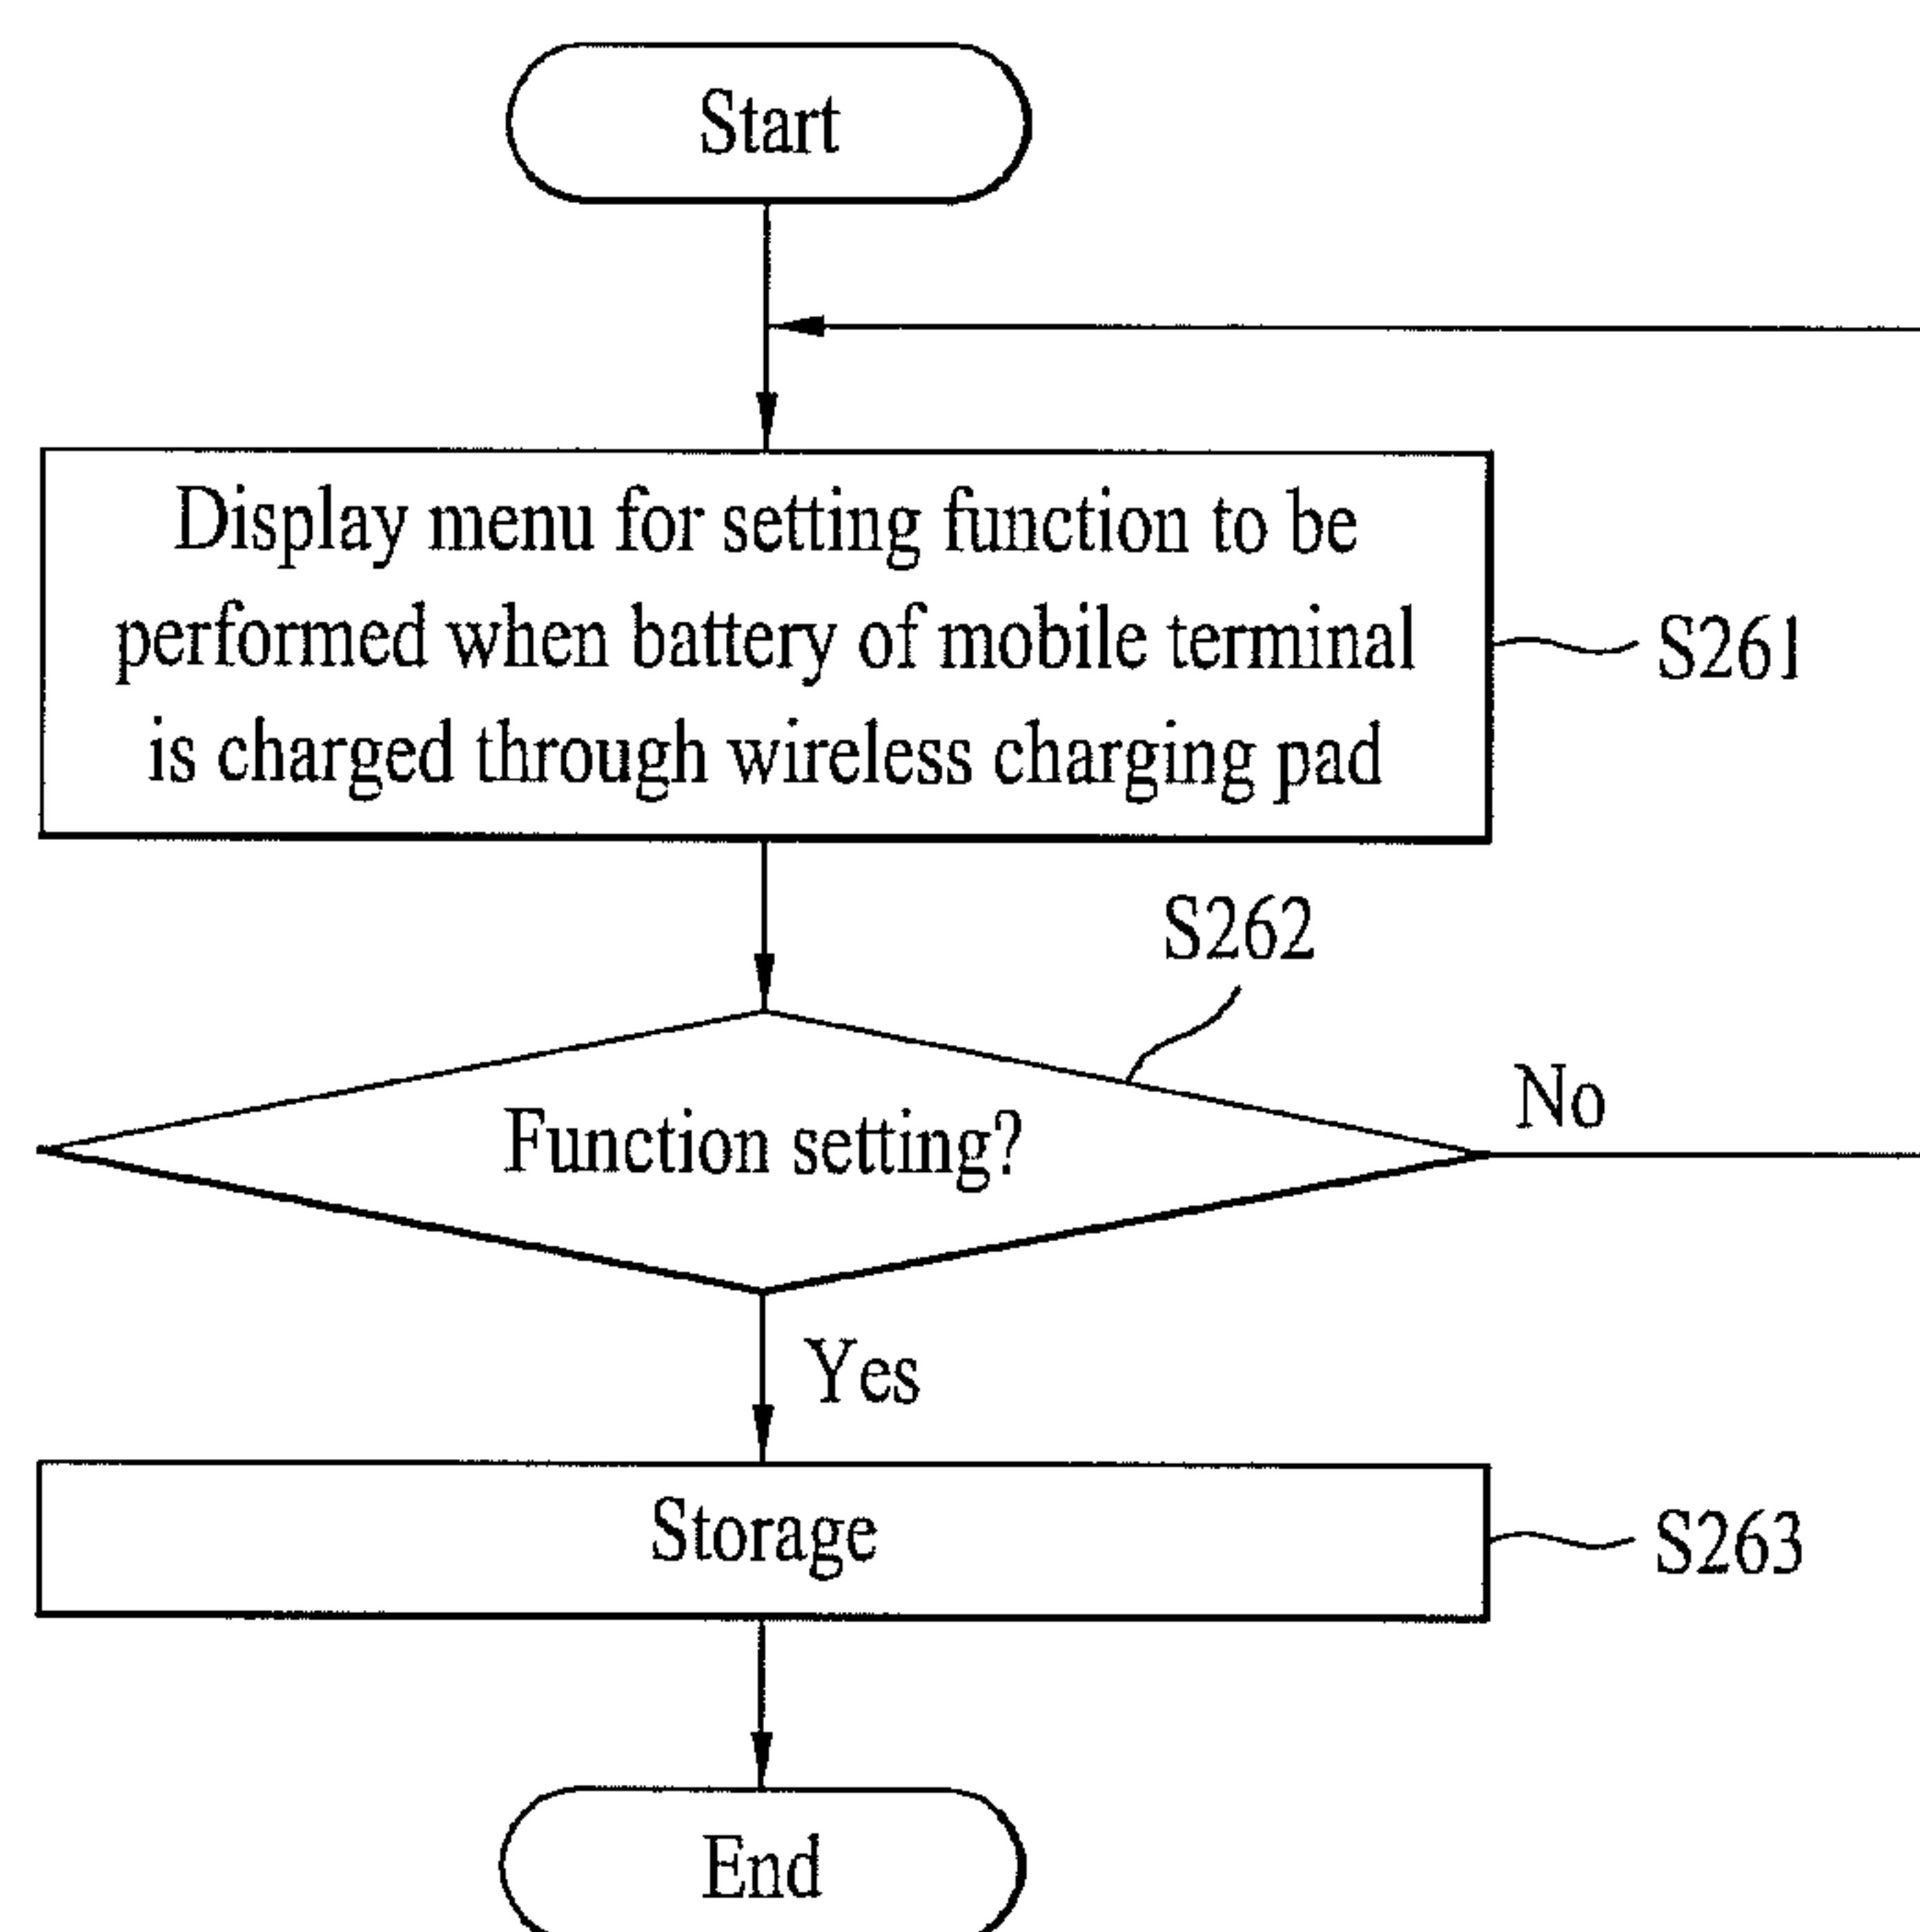 Start
Display menu for setting function to be
performed when battery of mobile terminal
is charged through wireless charging pad
S261
S262
Function setting?
No
Yes
Storage
S263
End